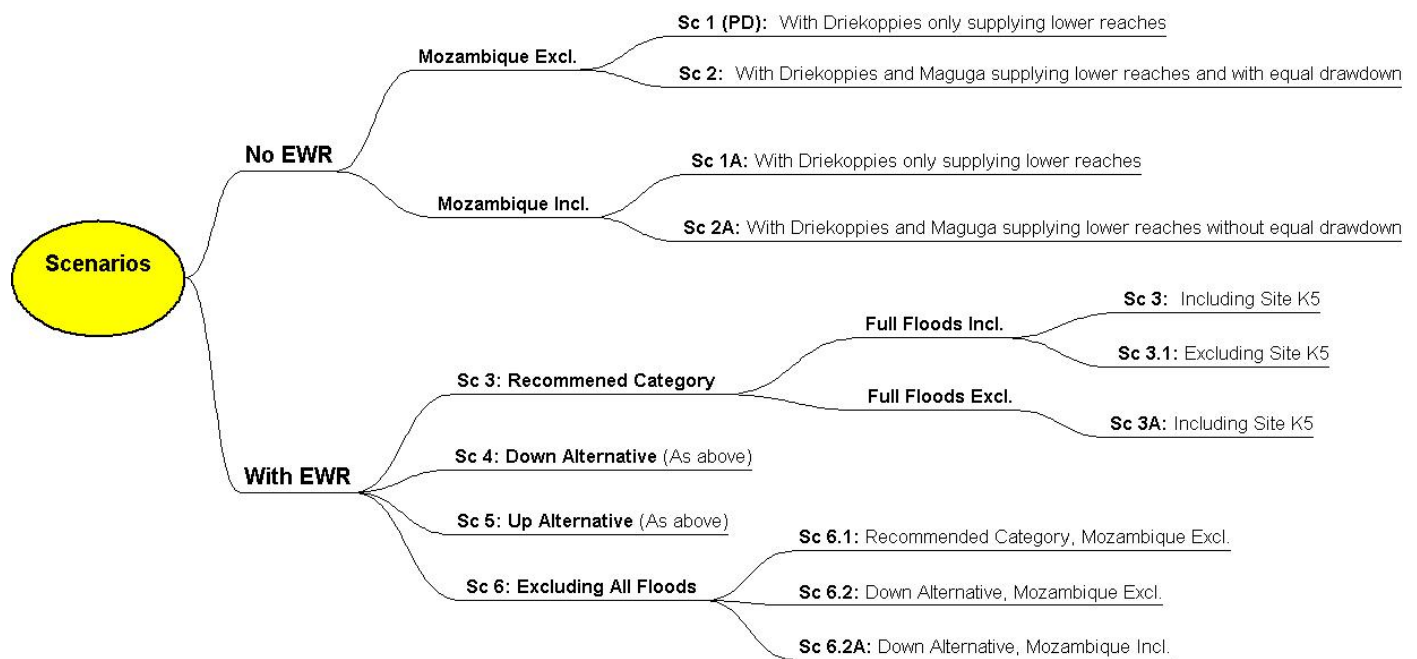 Scenarios
No EWR
Mozambique Excl.
Sc 1 (PD): With Driekoppies only supplying lower reaches
Sc 2: With Driekoppies and Maguga supplying lower reaches and with equal drawdown
Mozambique Incl.
Sc 1A: With Driekoppies only supplying lower reaches
Sc 2A: With Driekoppies and Maguga supplying lower reaches without equal drawdown
With EWR
Sc 3: Recommened Category
Full Floods Incl.
Sc 3: Including Site K5
Sc 3.1: Excluding Site K5
Full Floods Excl.
Sc 3A: Including Site K5
Sc 4: Down Alternative (As above)
Sc 5: Up Alternative (As above)
Sc 6: Excluding All Floods
Sc 6.1: Recommended Category, Mozambique Excl.
Sc 6.2: Down Alternative, Mozambique Excl.
Sc 6.2A: Down Alternative, Mozambique Incl.